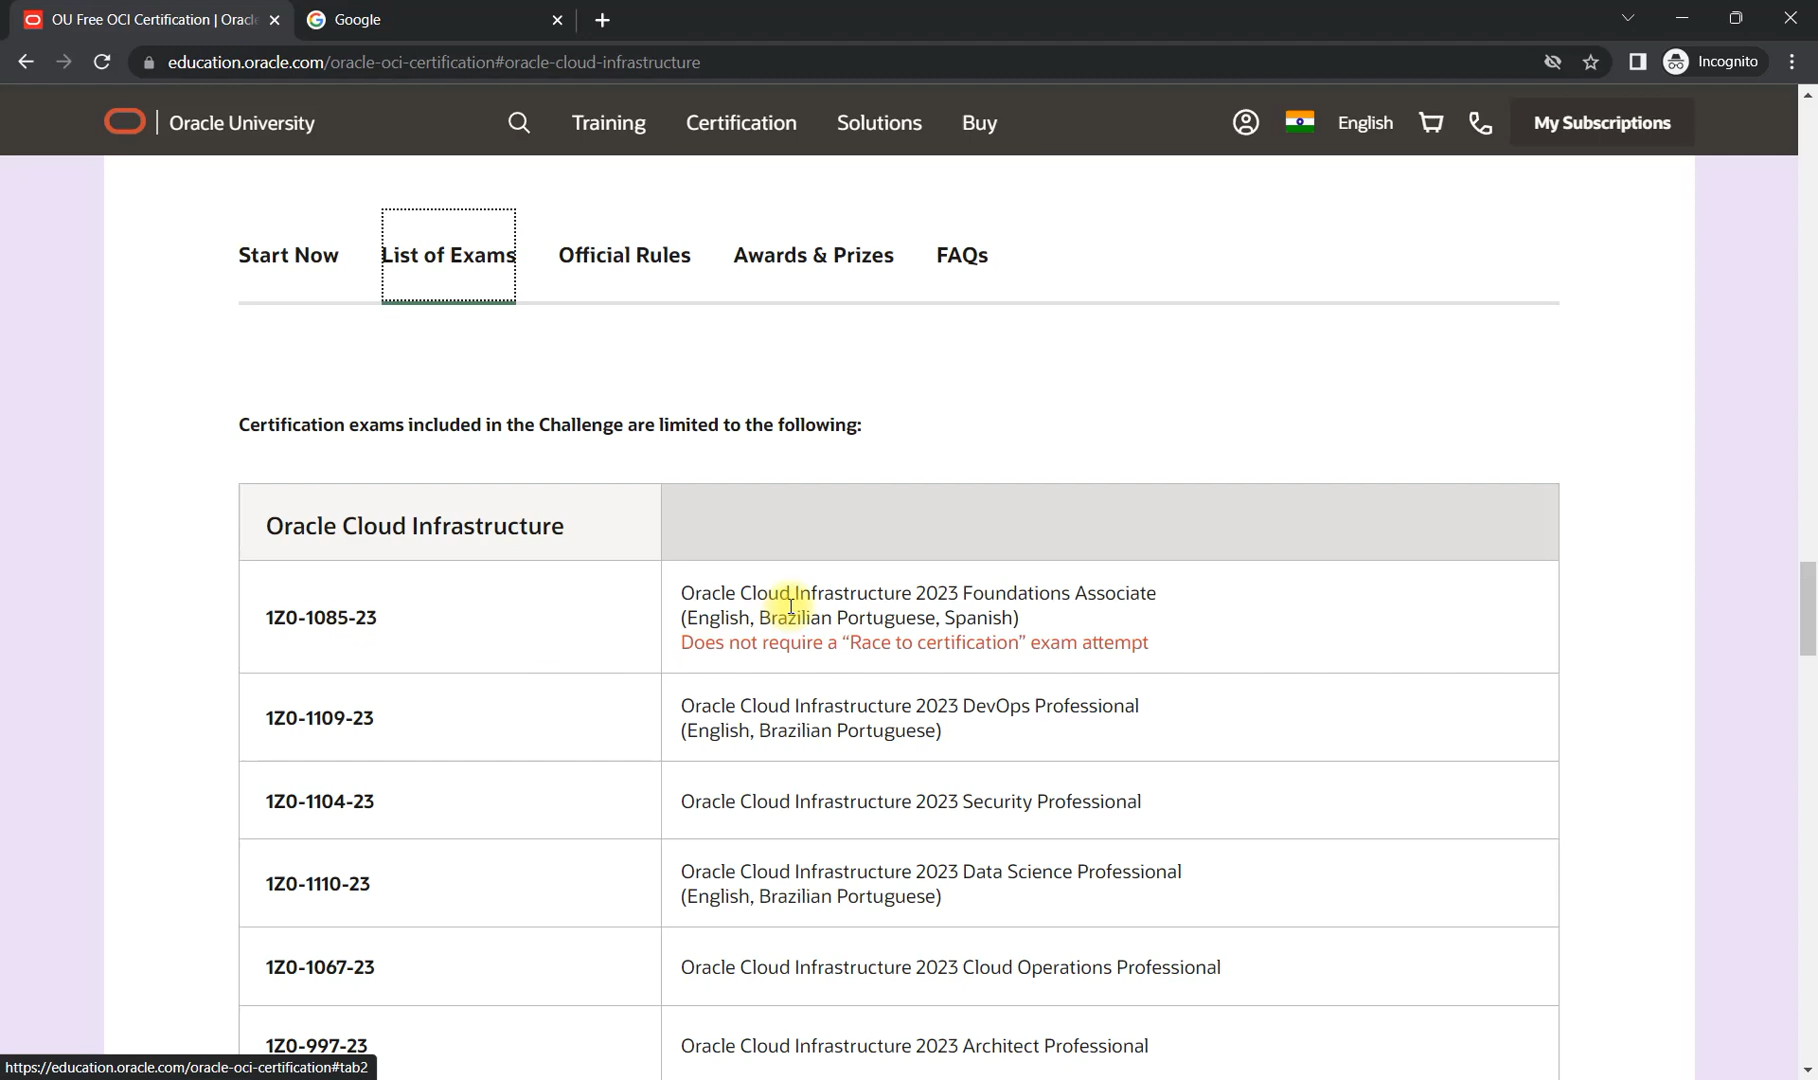 OU Free OCI Certification | Oracle
Google
education.oracle.com/oracle-oci-certification#oracle-cloud-infrastructure
Incognito
Oracle University
Training
Certification
Solutions
Buy
English
My Subscriptions
Start Now
List of Exams
Official Rules
Awards & Prizes
FAQs
Certification exams included in the Challenge are limited to the following:
Oracle Cloud Infrastructure
1Z0-1085-23
Oracle Cloud Infrastructure 2023 Foundations Associate
(English, Brazilian Portuguese, Spanish)
Does not require a “Race to certification” exam attempt
1Z0-1109-23
Oracle Cloud Infrastructure 2023 DevOps Professional
(English, Brazilian Portuguese)
1Z0-1104-23
Oracle Cloud Infrastructure 2023 Security Professional
1Z0-1110-23
Oracle Cloud Infrastructure 2023 Data Science Professional
(English, Brazilian Portuguese)
1Z0-1067-23
Oracle Cloud Infrastructure 2023 Cloud Operations Professional
1Z0-997-23
Oracle Cloud Infrastructure 2023 Architect Professional
https://education.oracle.com/oracle-oci-certification#tab2